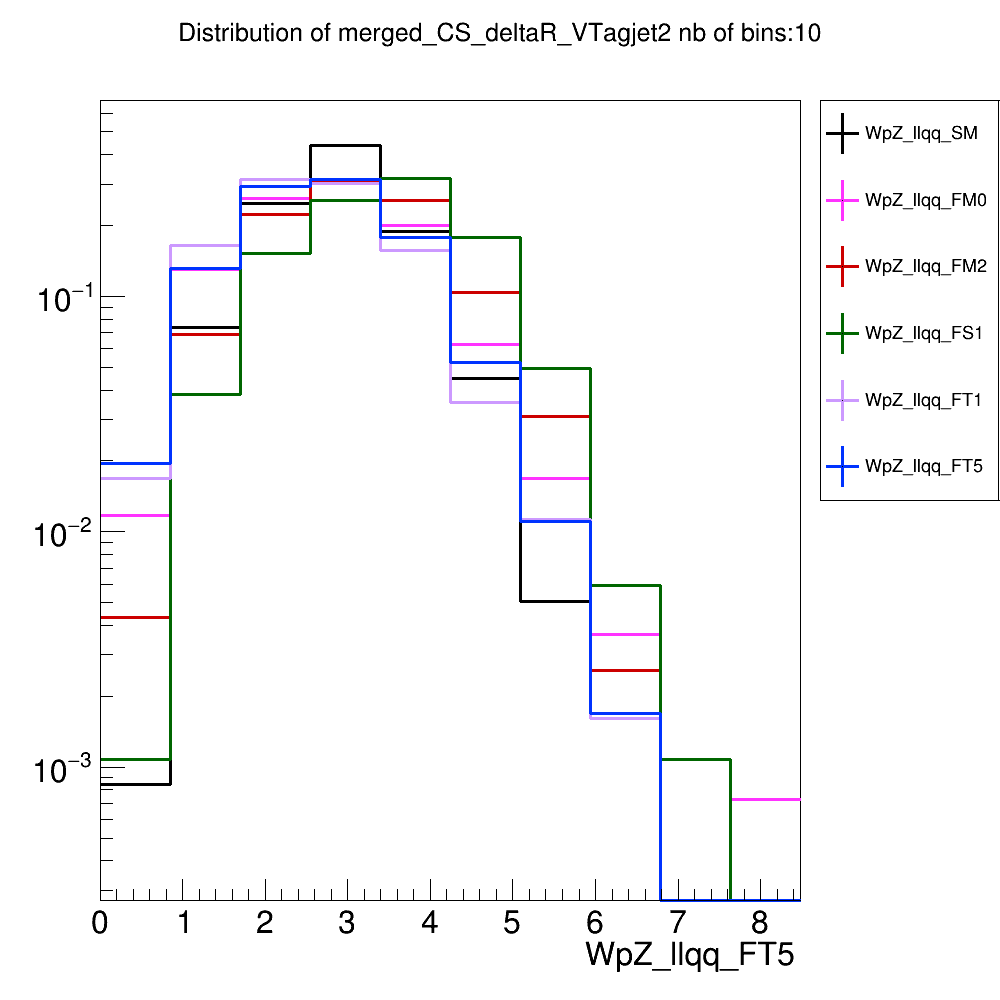 Distribution of merged_CS_deltaR_VTagjet2 nb of bins:10
WpZ_llqq_SM
WpZ_llqq_FM0
WpZ_llqq_FM2
WpZ_llqq_FS1
WpZ_llqq_FT1
WpZ_llqq_FT5
10−1
10−2
10−3
0 1 2 3 4 5 6 7 8
WpZ_llqq_FT5